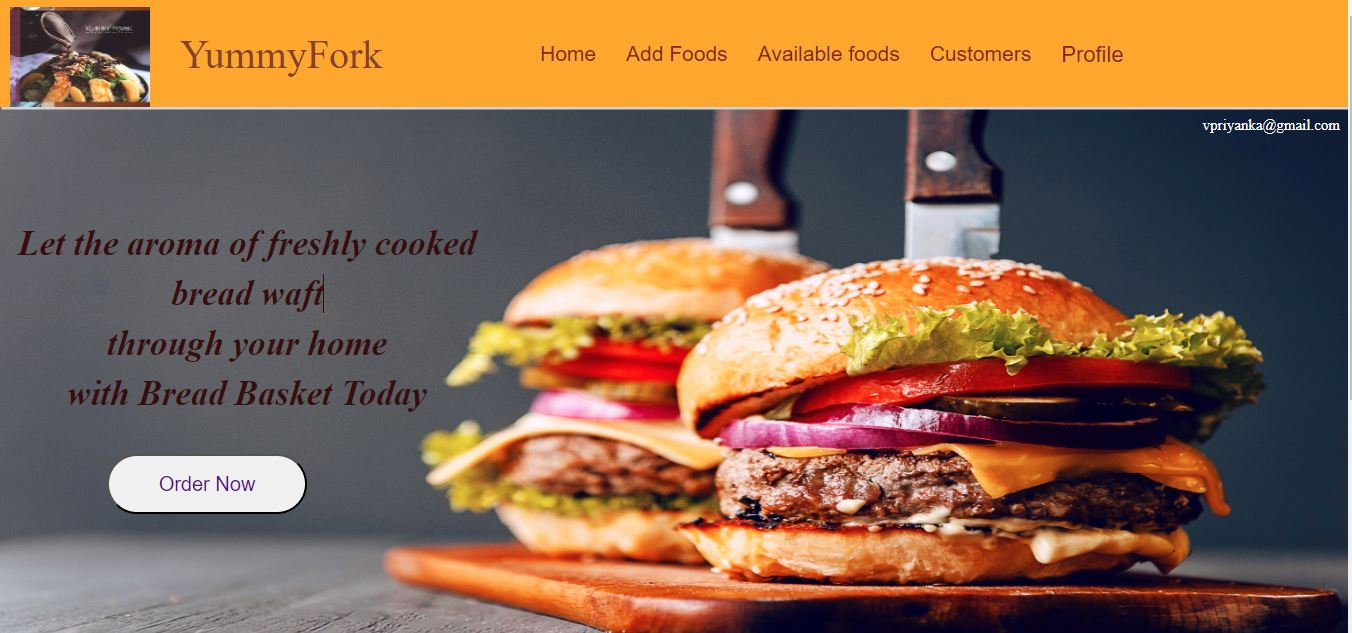 YummyFork
Home Add Foods Available foods Customers Profile
vpriyanka@gmail.com
Let the aroma of freshly cooked
bread waft
through your home
with Bread Basket Today
Order Now